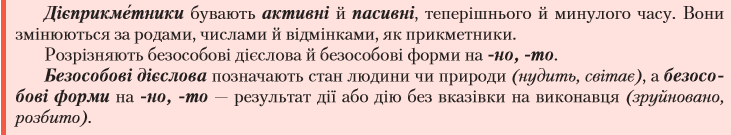 Дієприкме́тники бувають активні й пасивні, теперішнього й минулого часу. Вони
змінюються за родами, числами й відмінками, як прикметники.
Розрізняють безособові дієслова й безособові форми на -но, -то.
Безособові дієслова позначають стан людини чи природи (нудить, світає), а безосо-
бові форми на -но, -то — результат дії або дію без вказівки на виконавця (зруйновано,
розбито).